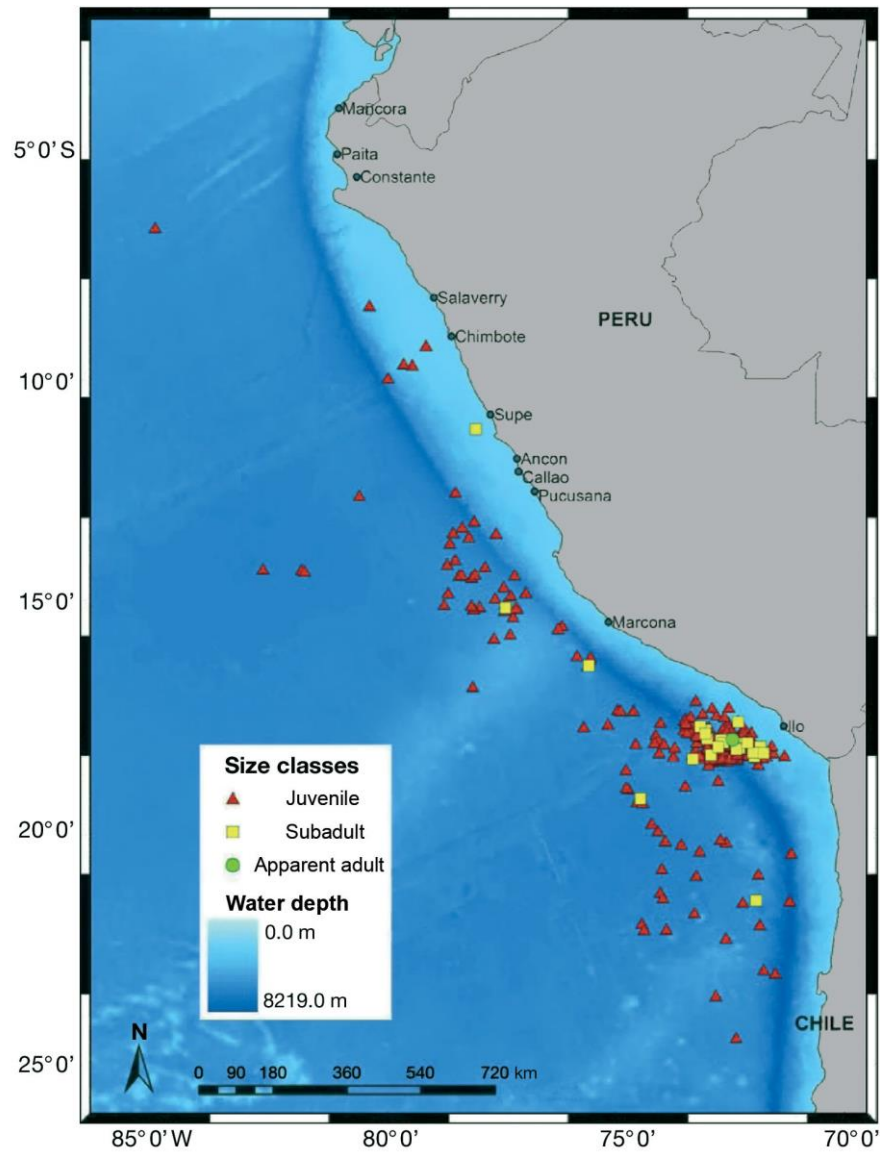 5°0' S
Mancora
Paita
Constante
Salaverry
PERU
Chimbote
10°0'
Supe
Ancon
Callao
Pucusana
15°0'
Marcona
Ilo
Size classes
Juvenile
Subadult
Apparent adult
Water depth
0.0 m
8219.0 m
20°0'
CHILE
N
25°0'
0 90 180 360 540 720 km
85°0'W 80°0' 75°0' 70°0'